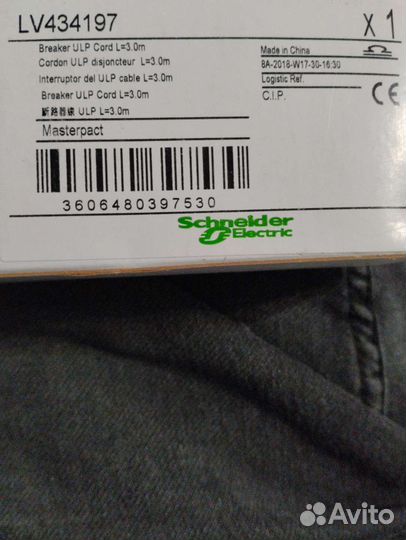 LV434197 X 1
Breaker ULP Cord L=3.0m
Cordon ULP disjoncteur L=3.0m
Interruptor del ULP cable L=3.0m
Breaker ULP Cord L=3.0m
断路器線 ULP L=3.0m
Masterpact
Made in China
8A-2018-W17-30-16:30
Logistic Ref.
C.I.P. CE
3606480397530
Schneider
Electric
Avito